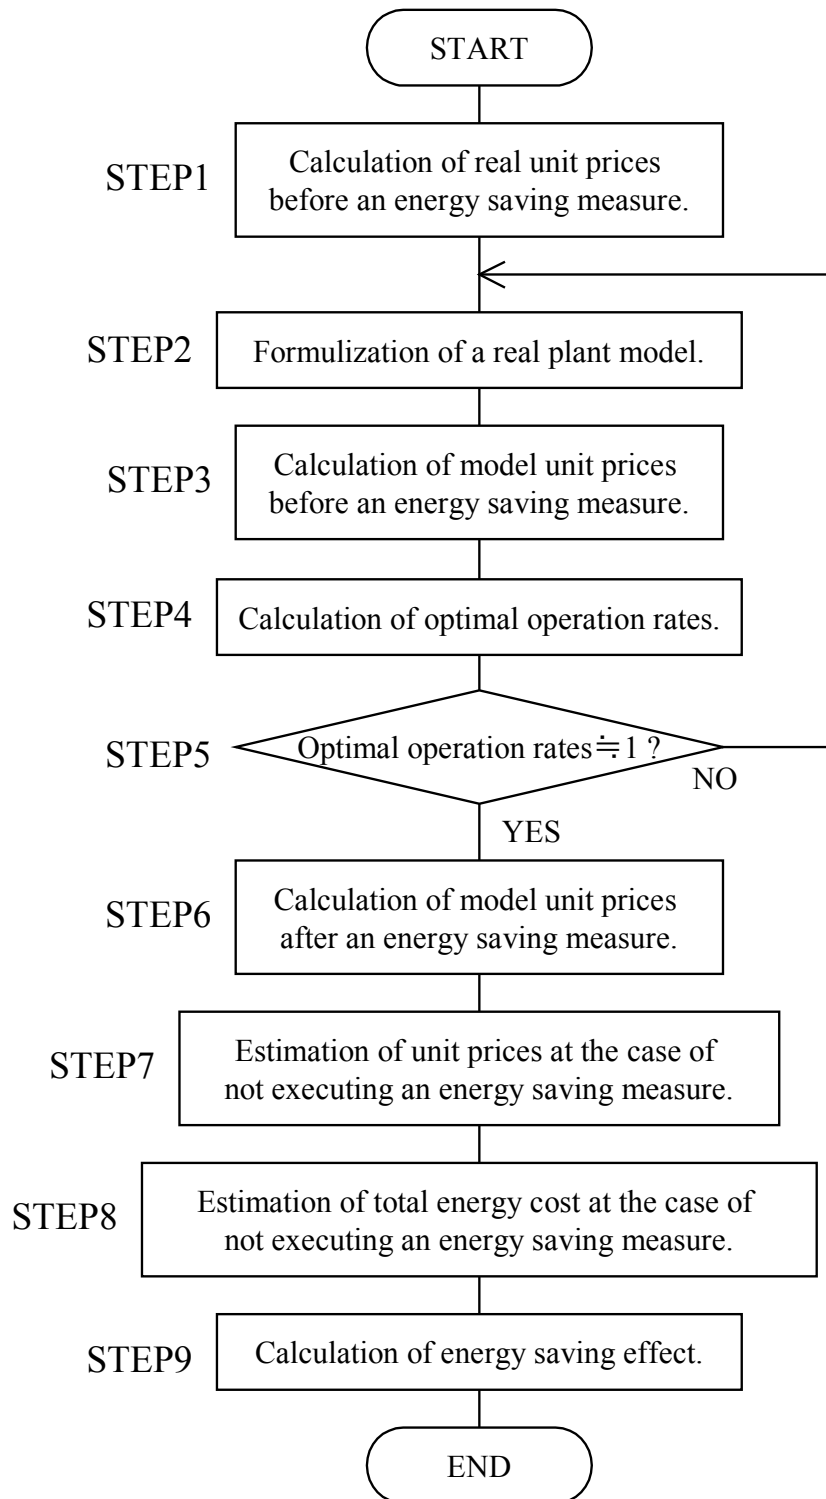 START
STEP1
Calculation of real unit prices
before an energy saving measure.
STEP2
Formulization of a real plant model.
STEP3
Calculation of model unit prices
before an energy saving measure.
STEP4
Calculation of optimal operation rates.
STEP5
Optimal operation rates≒1 ?
NO
YES
STEP6
Calculation of model unit prices
after an energy saving measure.
STEP7
Estimation of unit prices at the case of
not executing an energy saving measure.
STEP8
Estimation of total energy cost at the case of
not executing an energy saving measure.
STEP9
Calculation of energy saving effect.
END